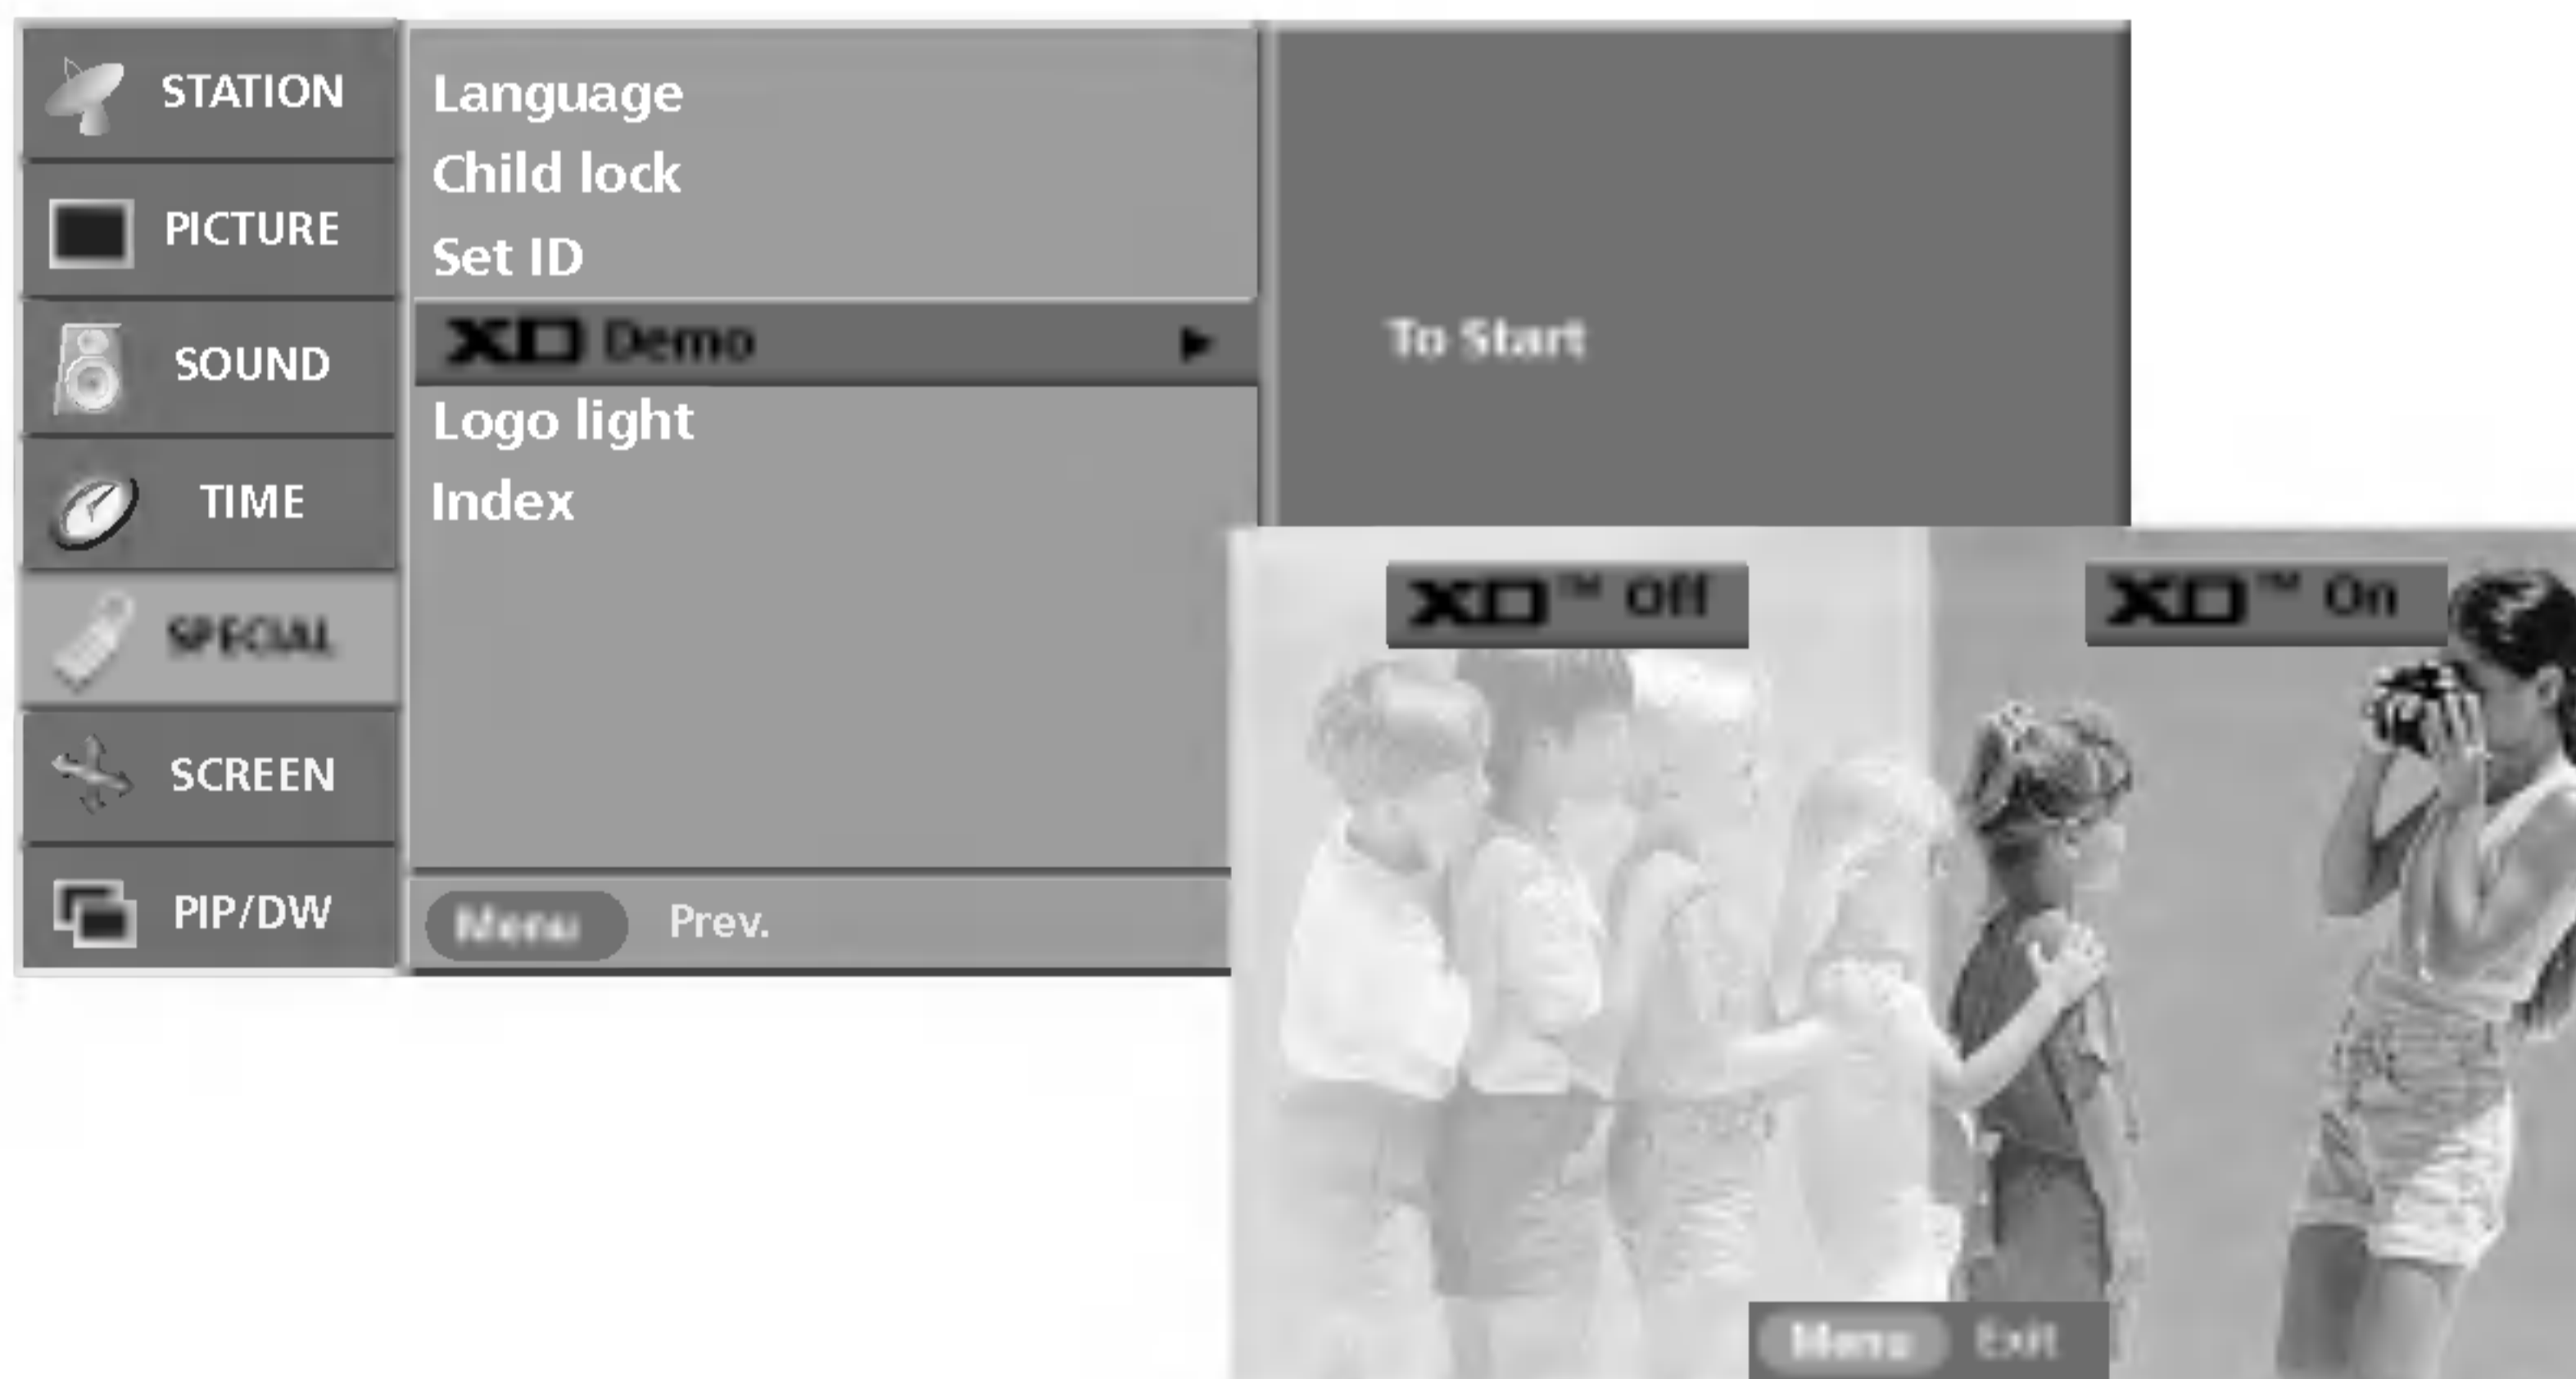 STATION
PICTURE
SOUND
TIME
SPECIAL
SCREEN
PIP/DW
Language
Child lock
Set ID
XD Demo ►
Logo light
Index
To Start
Menu Prev.
XD™ Off
XD™ On
Menu Exit